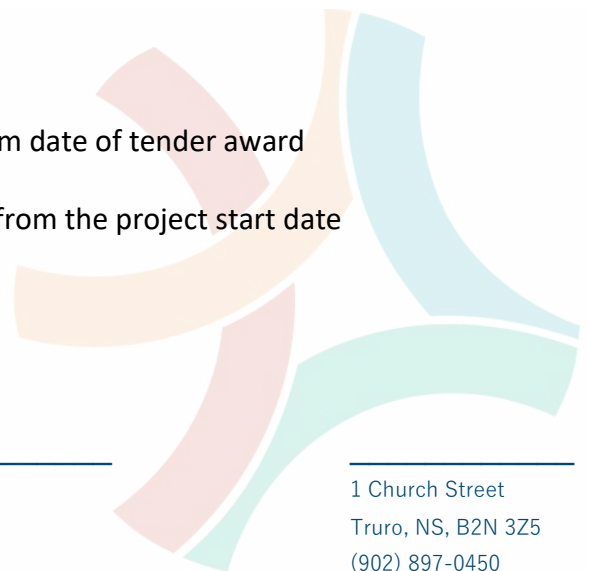 m date of tender award
from the project start date
1 Church Street
Truro, NS, B2N 3Z5
(902) 897-0450